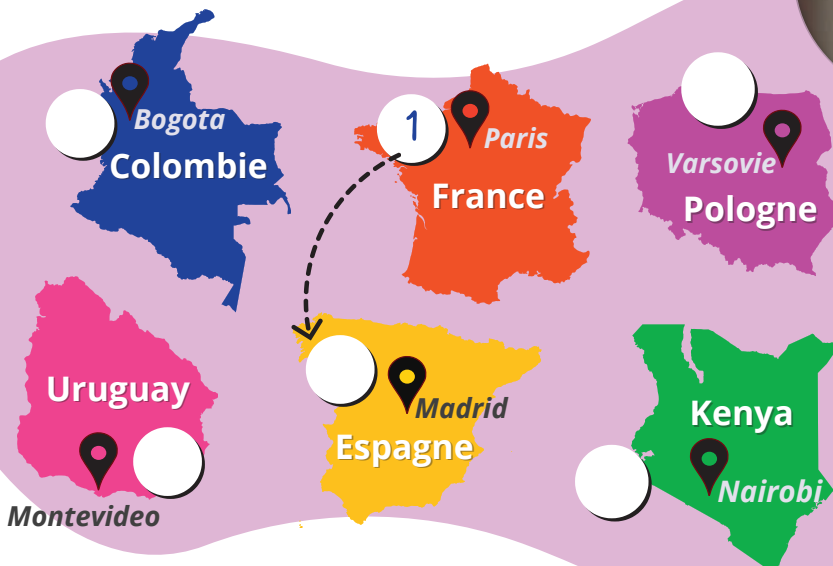 Bogota
Colombie
1
Paris
France
Varsovie
Pologne
Uruguay
Montevideo
Madrid
Espagne
Kenya
Nairobi